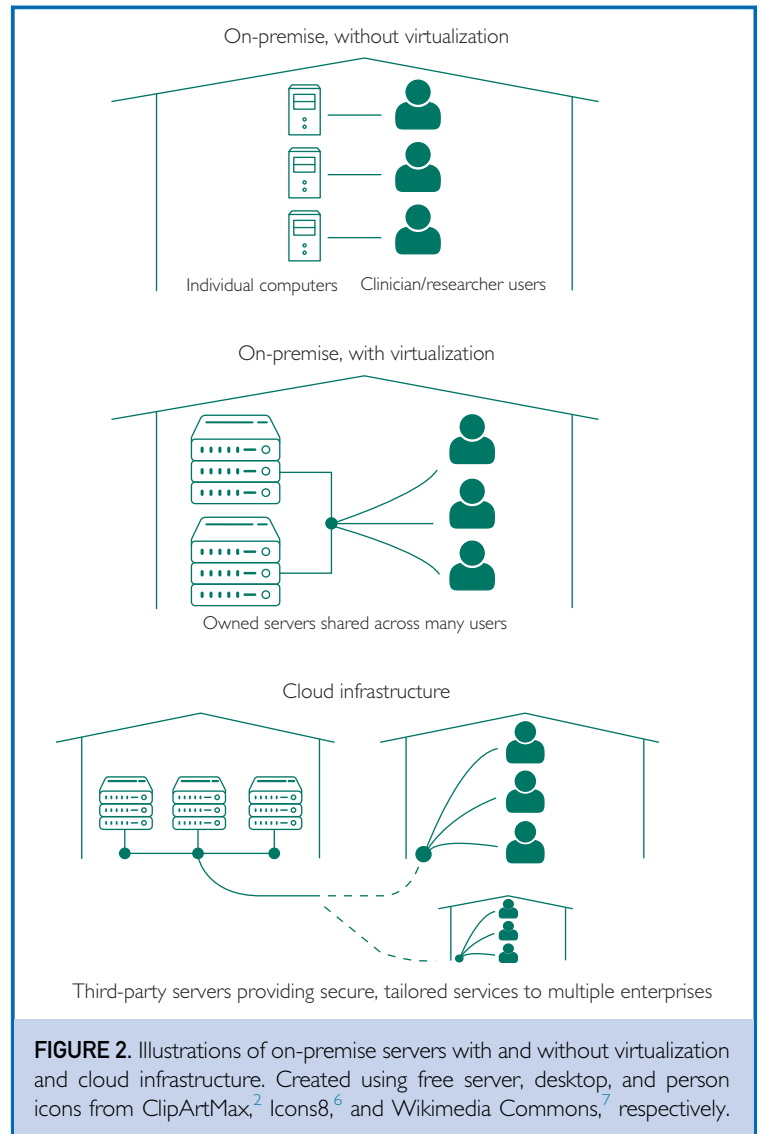 On-premise, without virtualization
Individual computers
Clinician/researcher users
On-premise, with virtualization
Owned servers shared across many users
Cloud infrastructure
Third-party servers providing secure, tailored services to multiple enterprises
FIGURE 2. Illustrations of on-premise servers with and without virtualization
and cloud infrastructure. Created using free server, desktop, and person
icons from ClipArtMax,2 Icons8,6 and Wikimedia Commons,7 respectively.